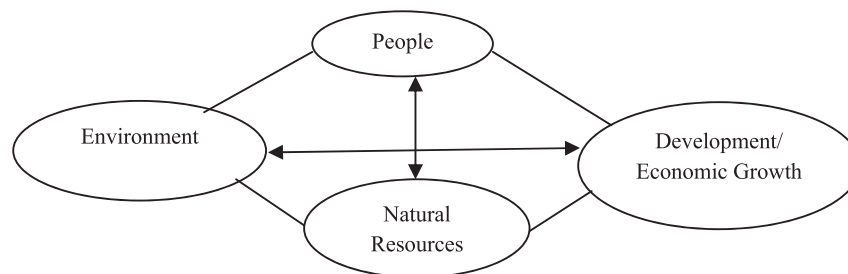 People
Environment
Development/
Economic Growth
Natural
Resources